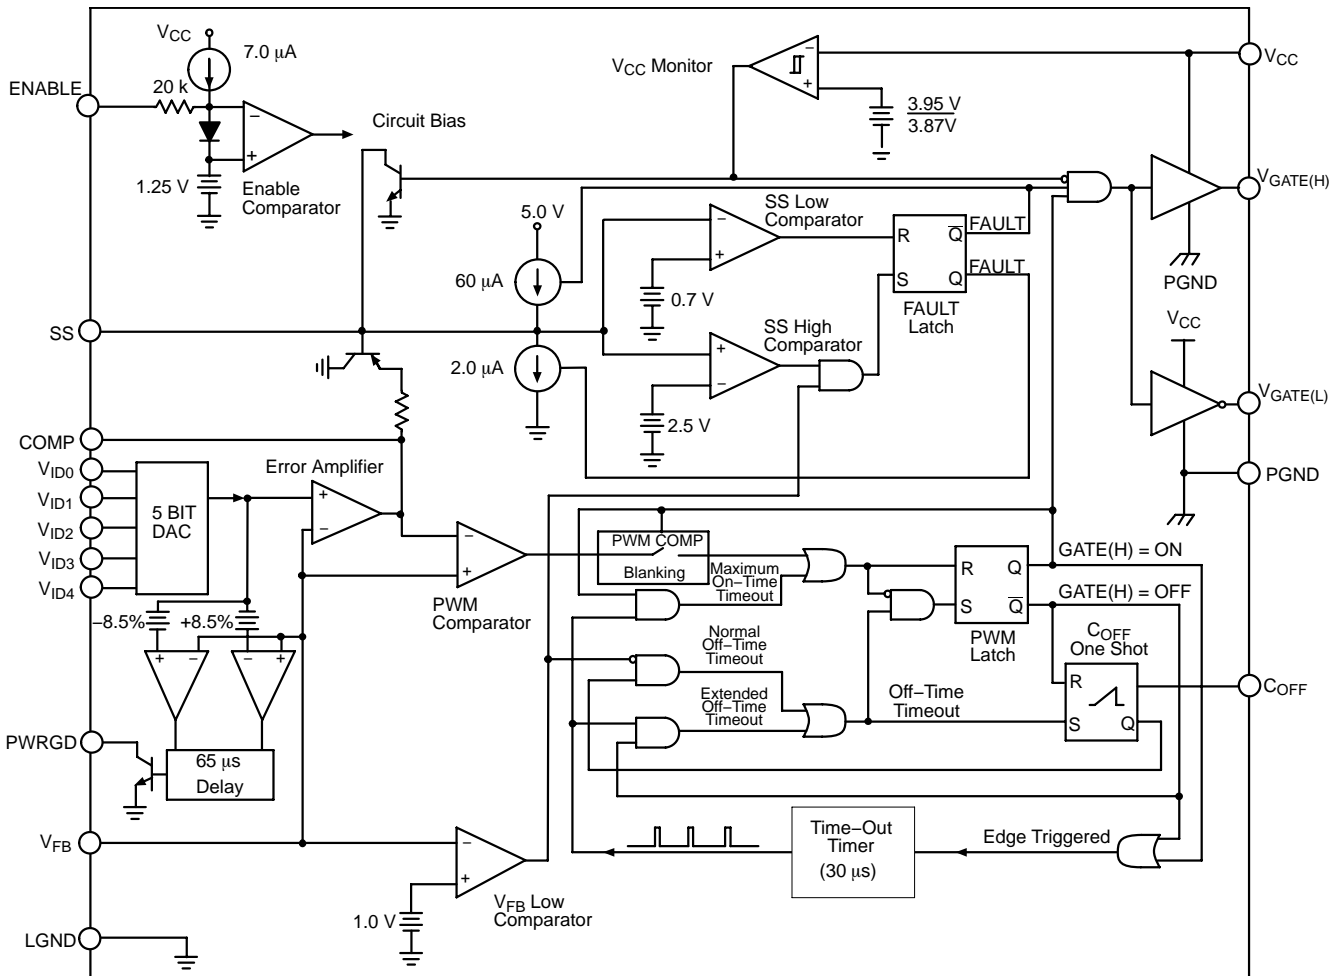 VCC
7.0 μA
ENABLE
20 k
−
+
1.25 V
Enable
Comparator
Circuit Bias
VCC Monitor
−
+
3.95 V
3.87V
VCC
VGATE(H)
PGND
5.0 V
60 μA
SS Low
Comparator
−
+
0.7 V
R
Q
FAULT
S
Q
FAULT
FAULT
Latch
SS
2.0 μA
SS High
Comparator
+
−
2.5 V
VCC
VGATE(L)
PGND
COMP
VID0
VID1
VID2
VID3
VID4
5 BIT
DAC
Error Amplifier
+
−
−
+
PWM
Comparator
PWM COMP
Blanking
Maximum
On−Time
Timeout
R
Q
S
Q
PWM
Latch
GATE(H) = ON
GATE(H) = OFF
−8.5%
+8.5%
+
−
−
+
Normal
Off−Time
Timeout
Extended
Off−Time
Timeout
Off−Time
Timeout
COFF
One Shot
R
S
Q
COFF
PWRGD
65 μs
Delay
VFB
−
+
1.0 V
VFB Low
Comparator
Time−Out
Timer
(30 μs)
Edge Triggered
LGND